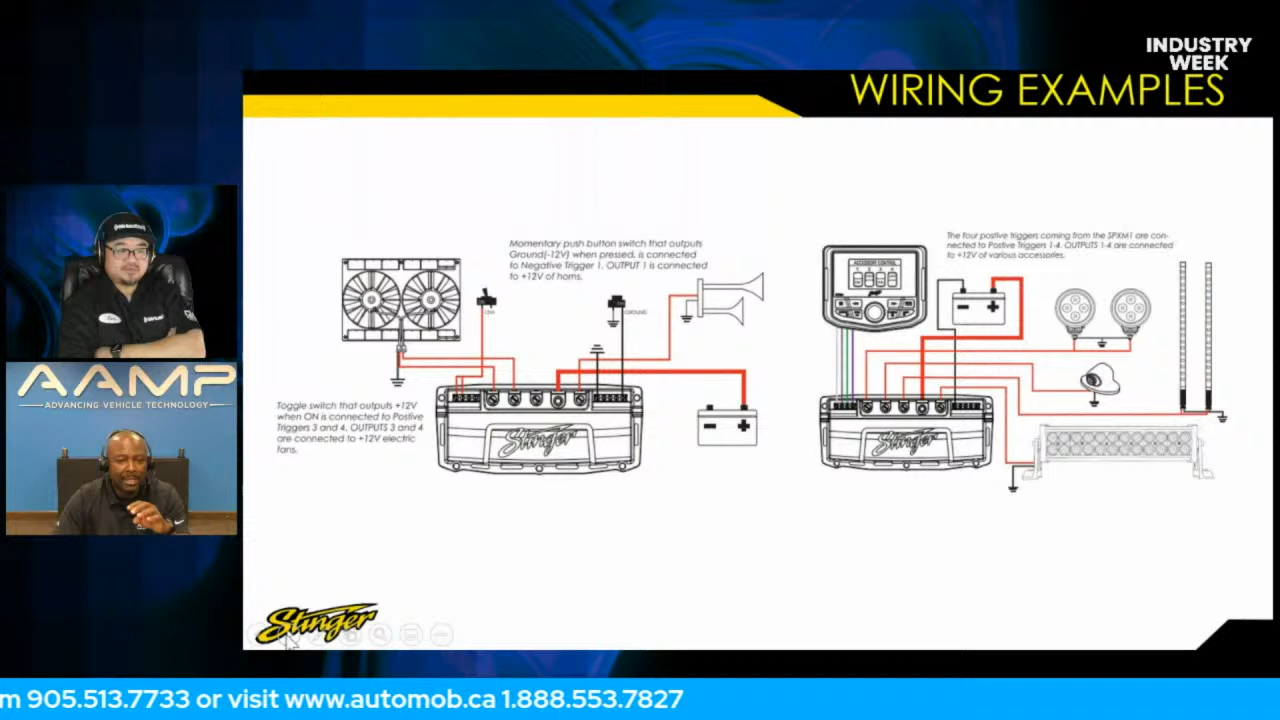 INDUSTRY
WEEK
WIRING EXAMPLES
Momentary push button switch that outputs
Ground(-12V) when pressed, is connected
to Negative Trigger 1. OUTPUT 1 is connected
to +12V of horns.
The four postive triggers coming from the SPXM1 are con-
nected to Postive Triggers 1-4. OUTPUTS 1-4 are connected
to +12V of various accessories.
ACCESSORY CONTROL
GROUND
Toggle switch that outputs +12V
when ON is connected to Postive
Triggers 3 and 4. OUTPUTS 3 and 4
are connected to +12V electric
fans.
Stinger
Stinger
AAMP
ADVANCING VEHICLE TECHNOLOGY
Stinger
m 905.513.7733 or visit www.automob.ca 1.888.553.7827